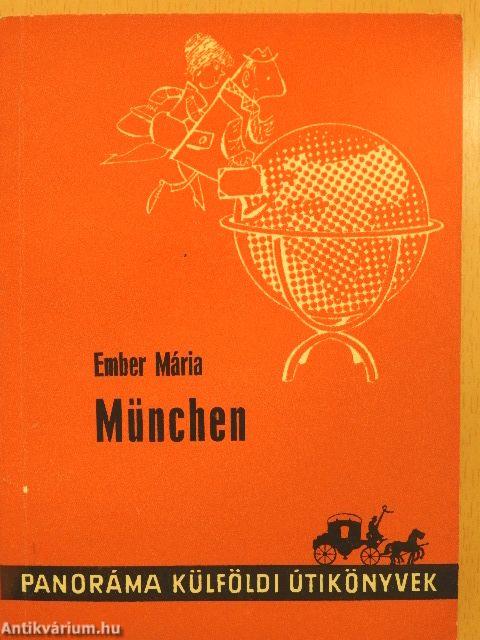 Ember Mária
München
PANORÁMA KÜLFÖLDI ÚTIKÖNYVEK
Antikvárium.hu